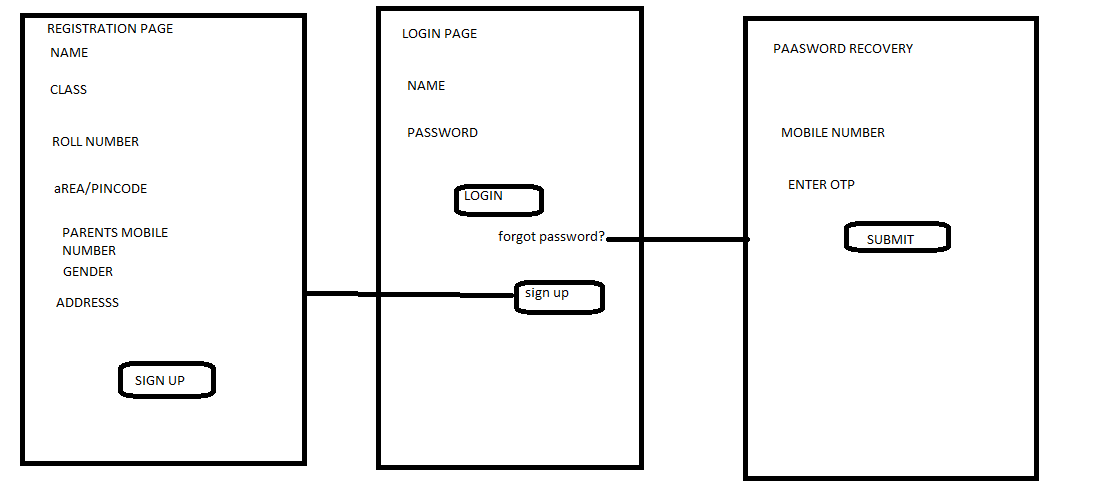 REGISTRATION PAGE
NAME
CLASS
ROLL NUMBER
aREA/PINCODE
PARENTS MOBILE
NUMBER
GENDER
ADDRESSS
SIGN UP
LOGIN PAGE
NAME
PASSWORD
LOGIN
forgot password?
sign up
PAASWORD RECOVERY
MOBILE NUMBER
ENTER OTP
SUBMIT